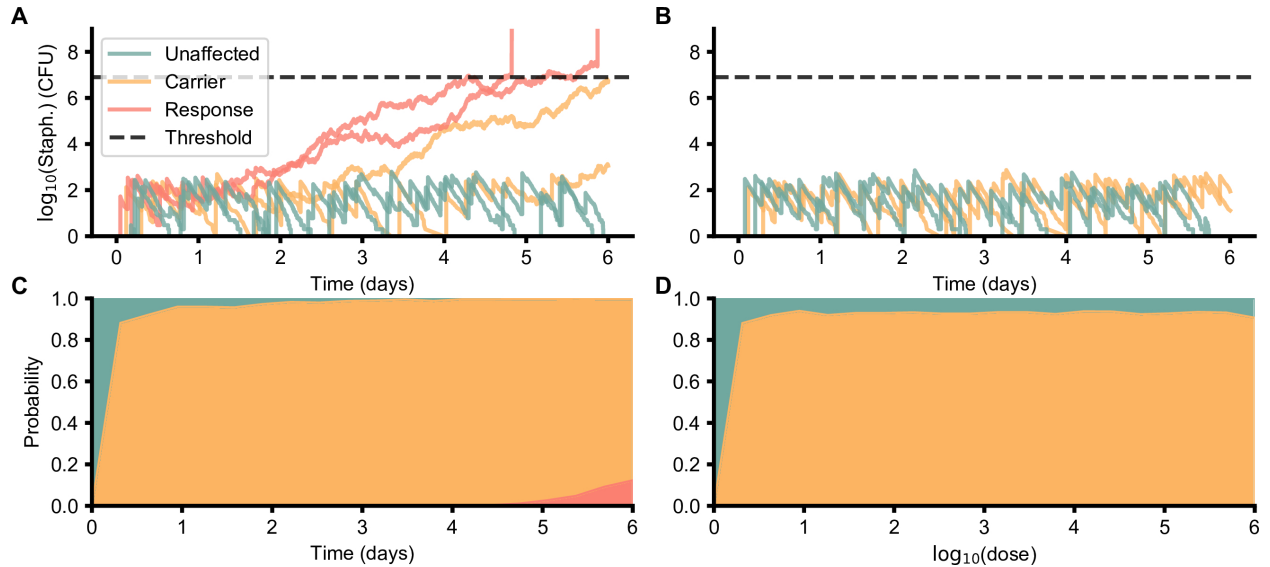 A
B
log₁₀(Staph.) (CFU)
8
6
4
2
0
Unaffected
Carrier
Response
Threshold
0 1 2 3 4 5 6
Time (days)
8
6
4
2
0
0 1 2 3 4 5 6
Time (days)
C
D
Probability
1.0
0.8
0.6
0.4
0.2
0.0
0 1 2 3 4 5 6
Time (days)
1.0
0.8
0.6
0.4
0.2
0.0
0 1 2 3 4 5 6
log₁₀(dose)